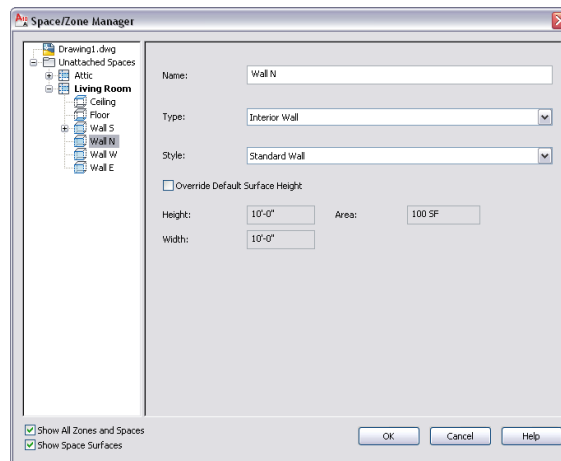 Space/Zone Manager
Drawing1.dwg
Unattached Spaces
Attic
Living Room
Ceiling
Floor
Wall S
Wall N
Wall W
Wall E
Name: Wall N
Type: Interior Wall
Style: Standard Wall
Override Default Surface Height
Height: 10'-0" Area: 100 SF
Width: 10'-0"
Show All Zones and Spaces
Show Space Surfaces
OK Cancel Help